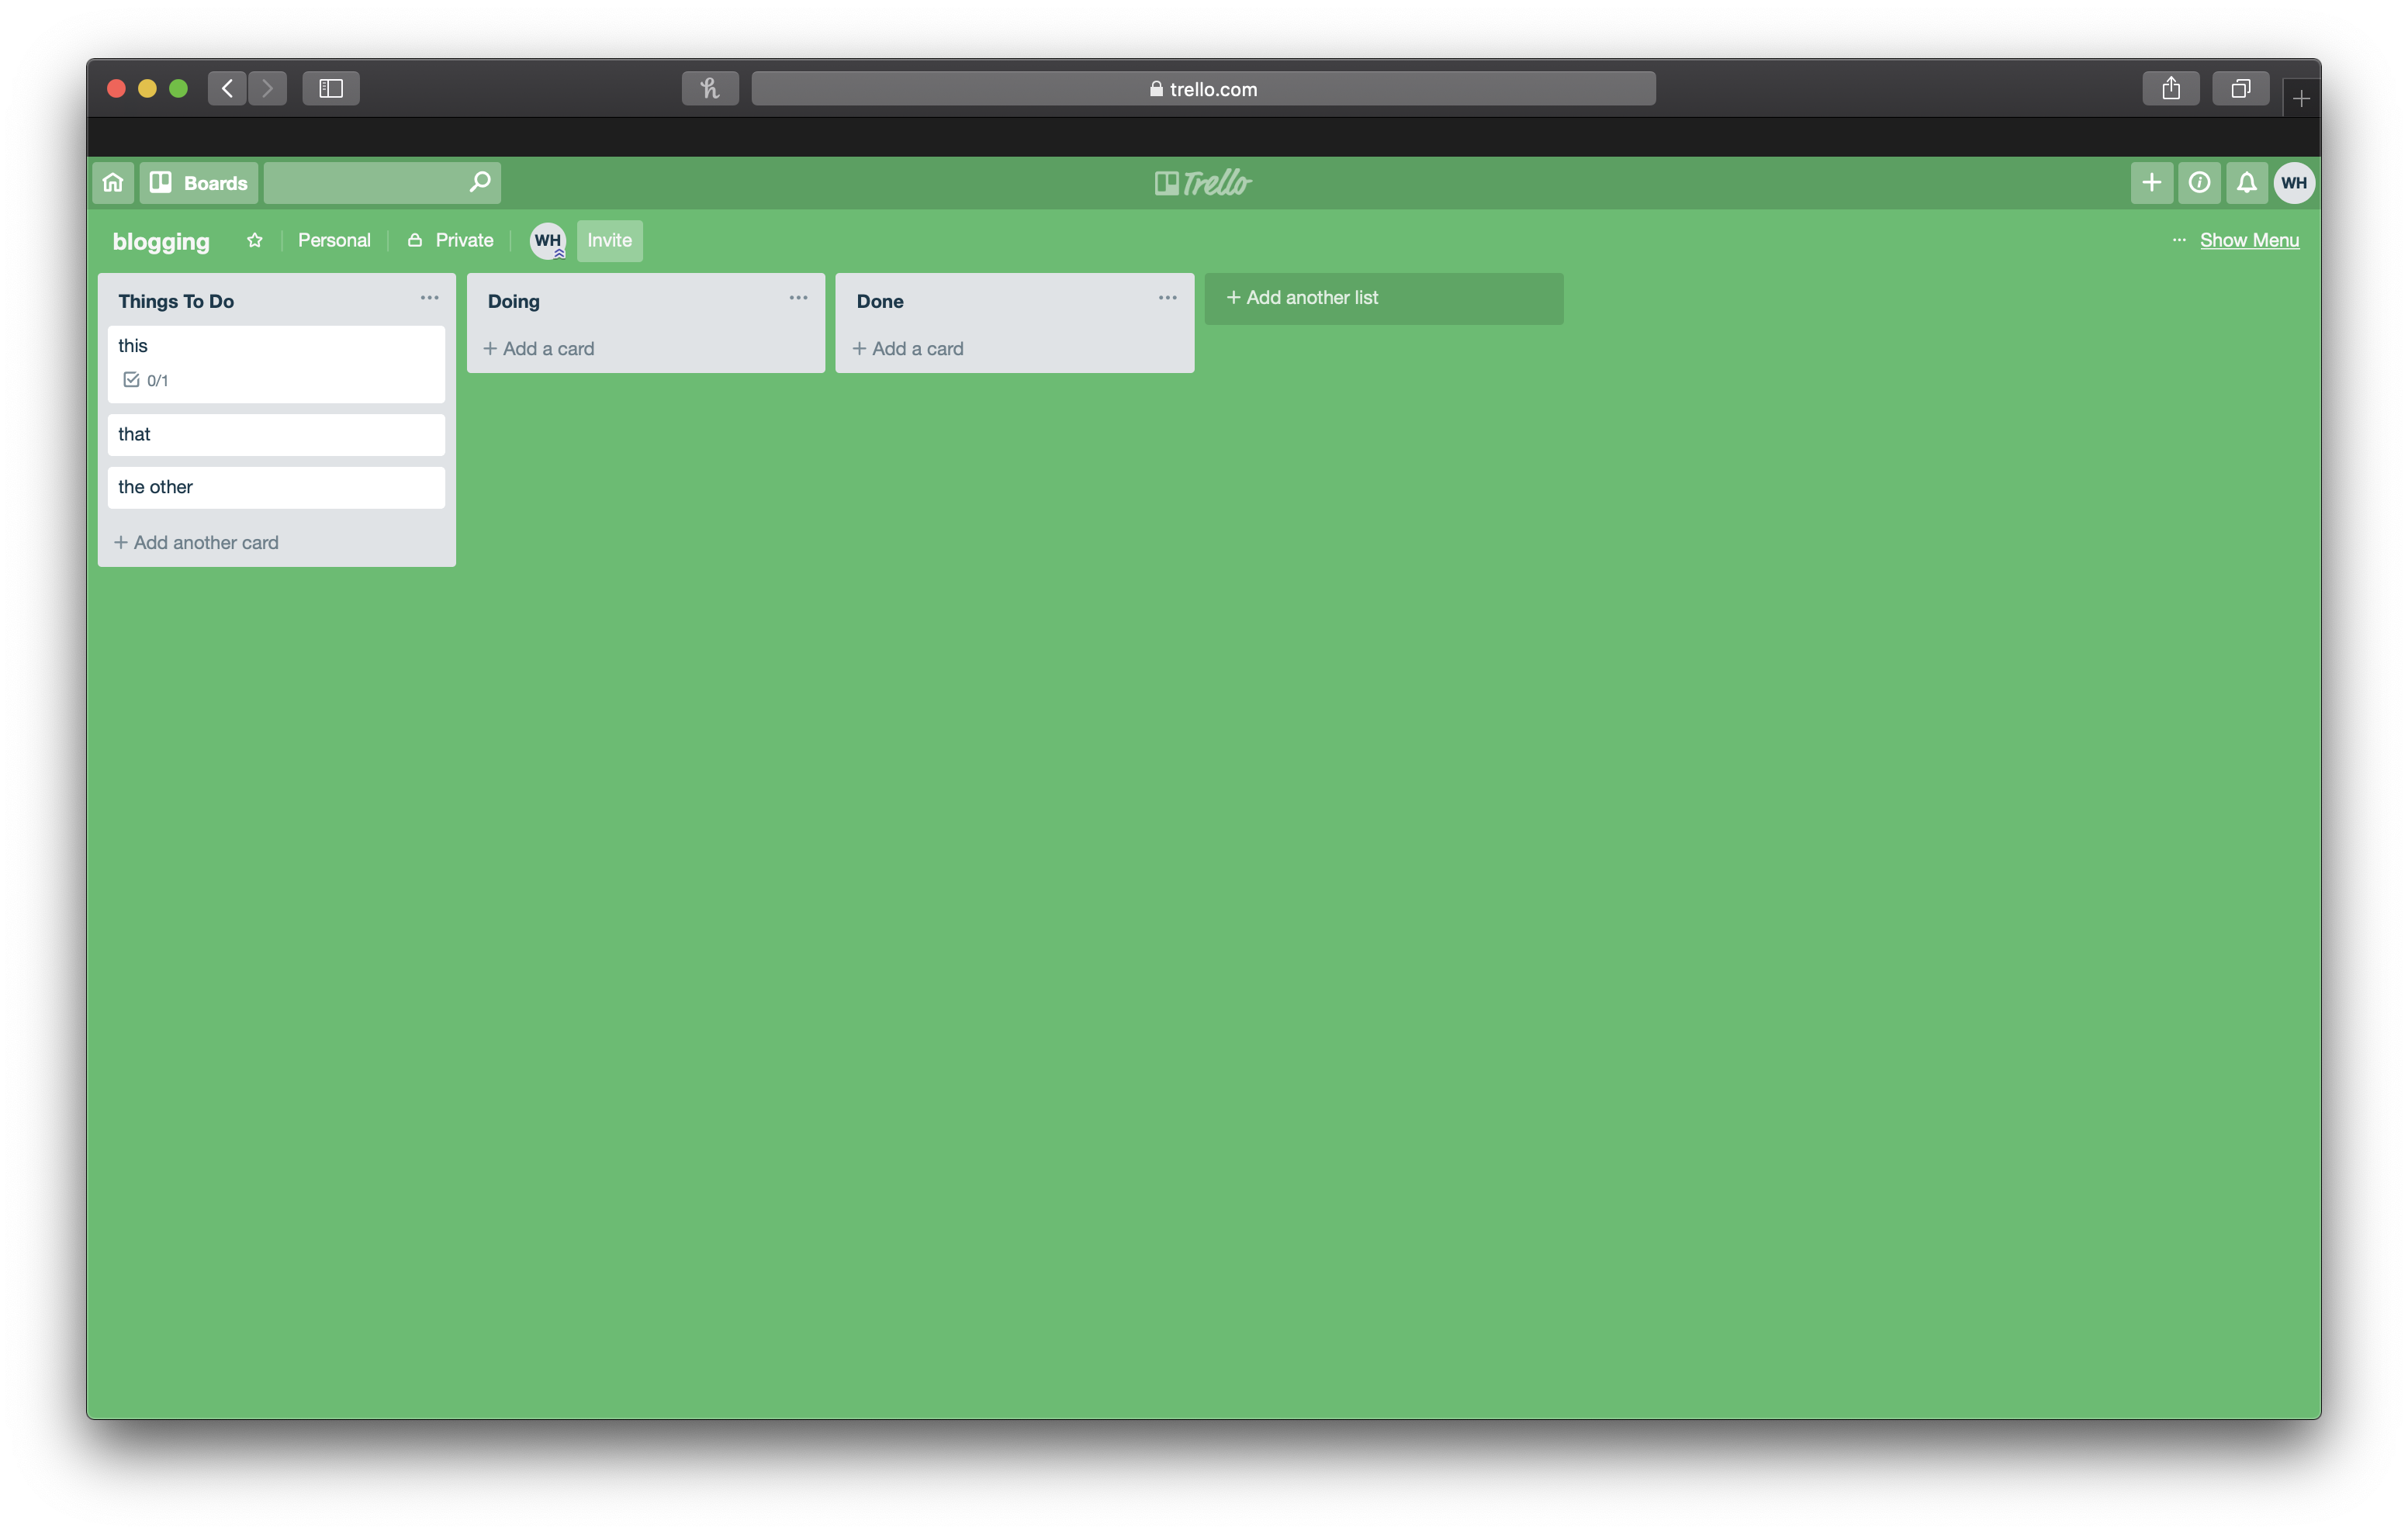 trello.com
Boards
Trello
WH
blogging
Personal
Private
WH
Invite
Show Menu
Things To Do
this
0/1
that
the other
+ Add another card
Doing
+ Add a card
Done
+ Add a card
+ Add another list